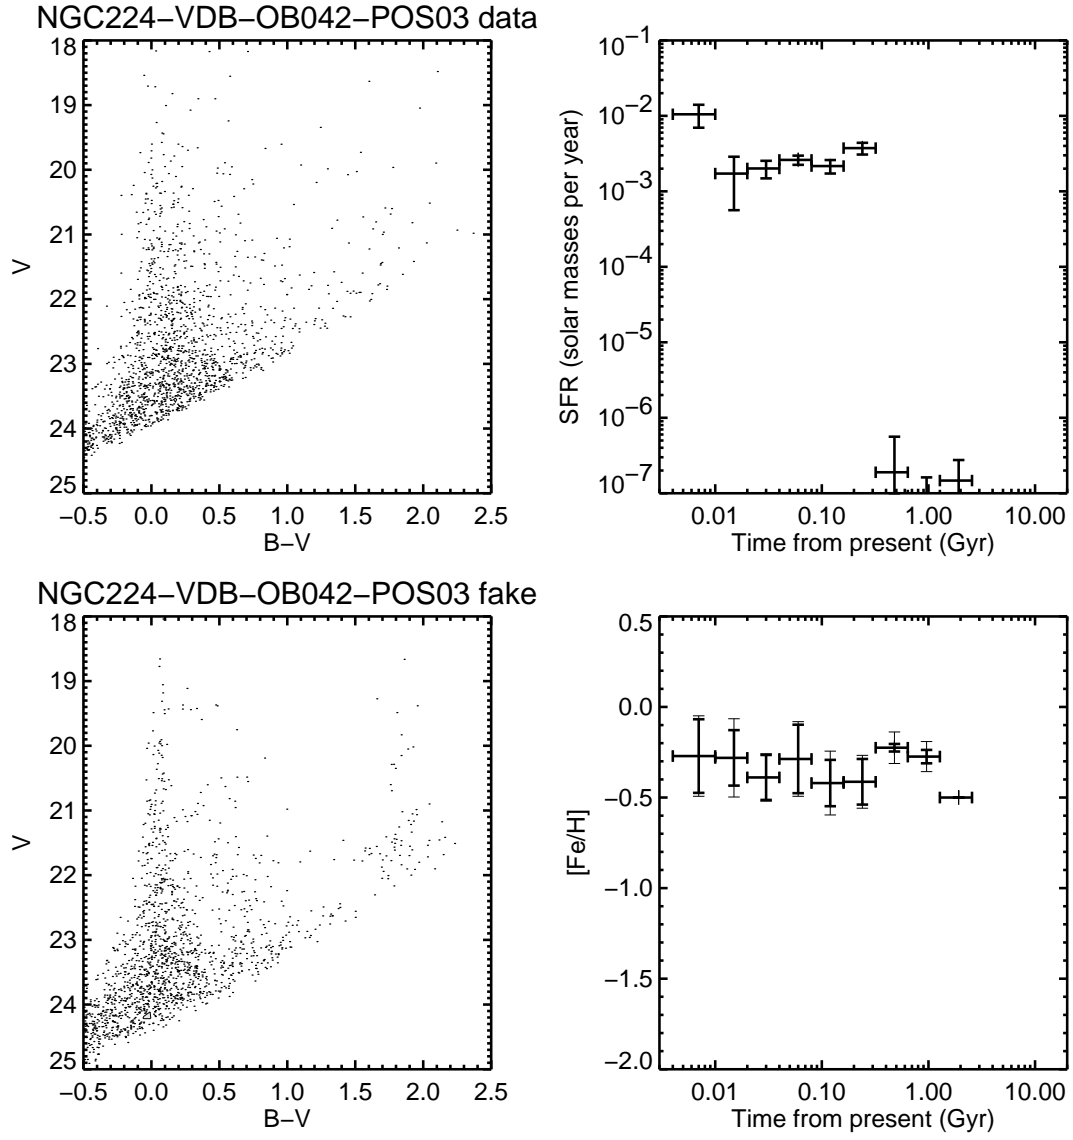 NGC224−VDB−OB042−POS03 data
18
19
20
21
22
23
24
25
V
−0.5 0.0 0.5 1.0 1.5 2.0 2.5
B−V
10−1
10−2
10−3
10−4
10−5
10−6
10−7
SFR (solar masses per year)
0.01 0.10 1.00 10.00
Time from present (Gyr)
NGC224−VDB−OB042−POS03 fake
18
19
20
21
22
23
24
25
V
−0.5 0.0 0.5 1.0 1.5 2.0 2.5
B−V
0.5
0.0
−0.5
−1.0
−1.5
−2.0
[Fe/H]
0.01 0.10 1.00 10.00
Time from present (Gyr)